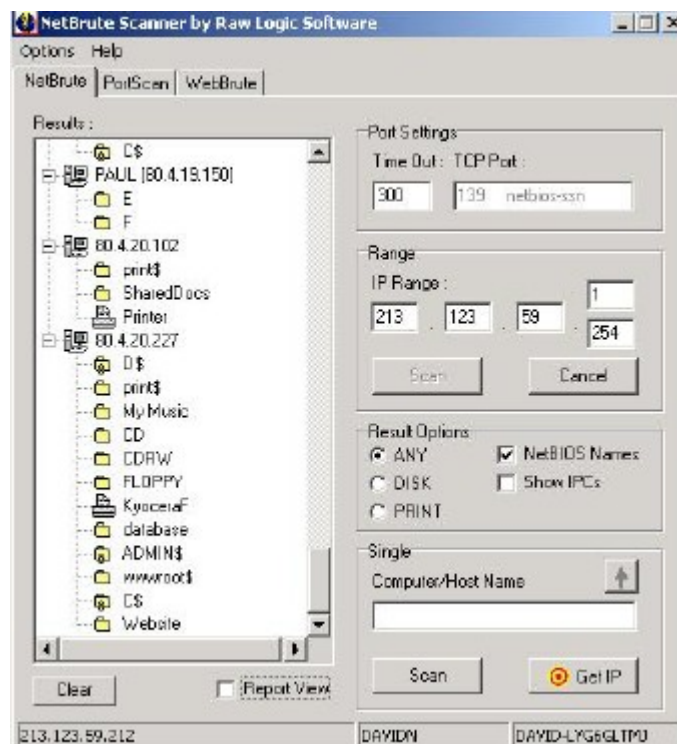 NetBrute Scanner by Raw Logic Software
Options Help
NetBrute PortScan WebBrute
Results :
C$
PAUL [80.4.19.150]
E
F
80.4.20.102
print$
SharedDocs
Printer
80.4.20.227
D$
print$
My Music
CD
CDRW
FLOPPY
KyoceraF
database
ADMIN$
wwwroot$
C$
Website
Clear
Report View
Port Settings
Time Out : TCP Port :
300 139 netbios-ssn
Range
IP Range :
1
213 . 123 . 59 .
254
Scan Cancel
Result Options
ANY NetBIOS Names
DISK Show IPCs
PRINT
Single
Computer/Host Name
Scan Get IP
213.123.59.212 DAVIDN DAVID-LYG6GLTMU